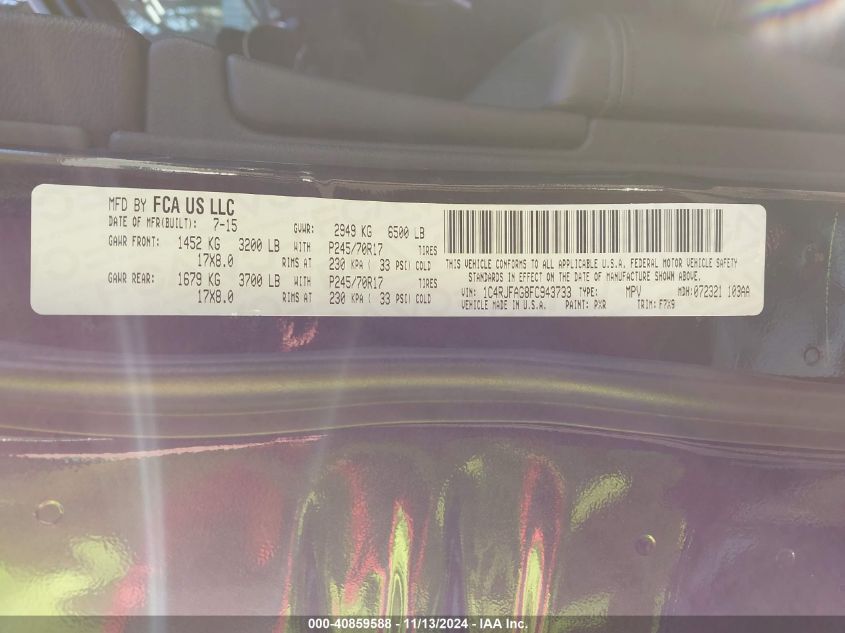 MFD BY FCA US LLC
DATE OF MFR(BUILT): 7-15 GVWR: 2949 KG 6500 LB
GAWR FRONT: 1452 KG 3200 LB WITH P245/70R17 TIRES
17X8.0 RIMS AT 230 KPA ( 33 PSI) COLD
GAWR REAR: 1679 KG 3700 LB WITH P245/70R17 TIRES
17X8.0 RIMS AT 230 KPA ( 33 PSI) COLD
THIS VEHICLE CONFORMS TO ALL APPLICABLE U.S.A. FEDERAL MOTOR VEHICLE SAFETY
STANDARDS IN EFFECT ON THE DATE OF MANUFACTURE SHOWN ABOVE.
VIN: 1C4RJFAG8FC943733 TYPE: MPV MDH: 072321 103AA
VEHICLE MADE IN U.S.A. PAINT: PXR TRIM: F7X9
000-40859588 - 11/13/2024 - IAA Inc.